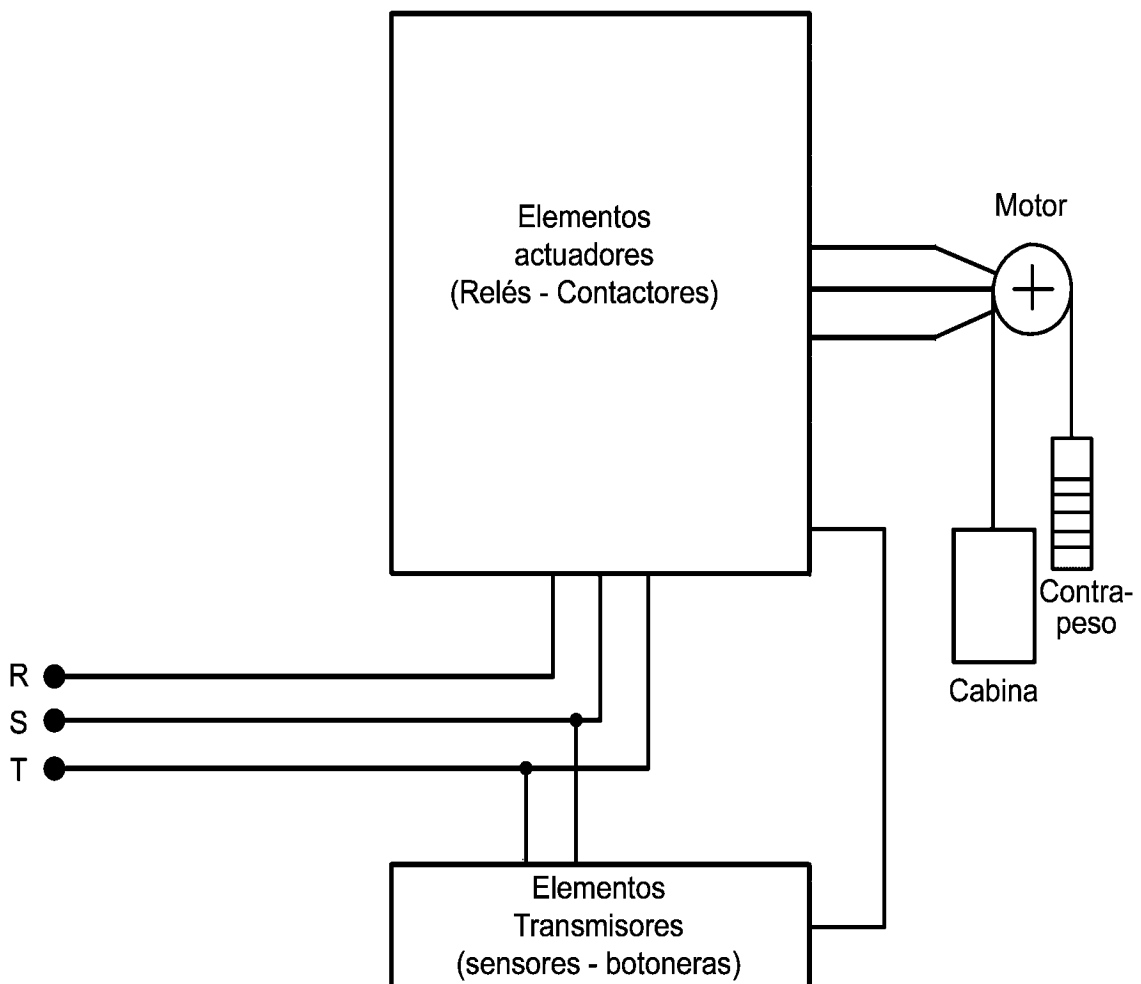 Elementos
actuadores
(Relés - Contactores)
Motor
Contra-
peso
Cabina
R
S
T
Elementos
Transmisores
(sensores - botoneras)